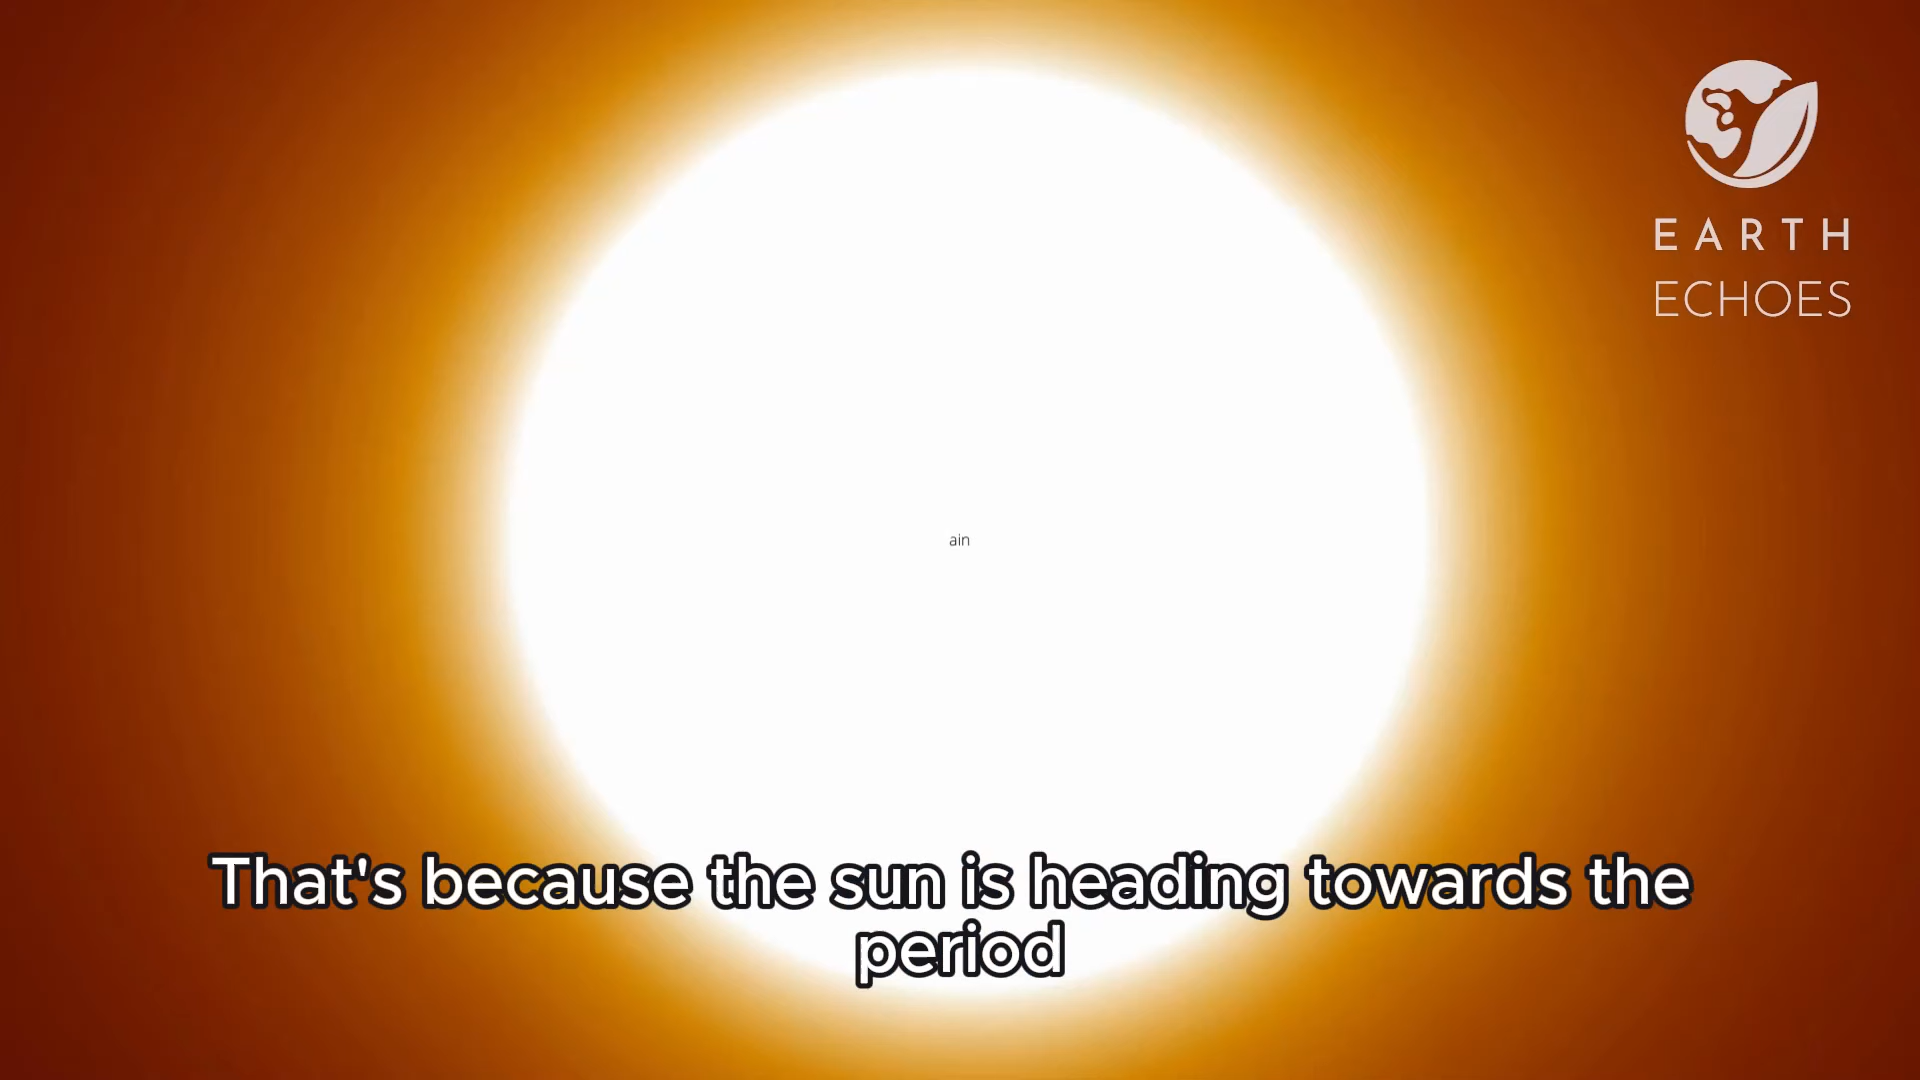 EARTH
ECHOES
ain
That's because the sun is heading towards the
period